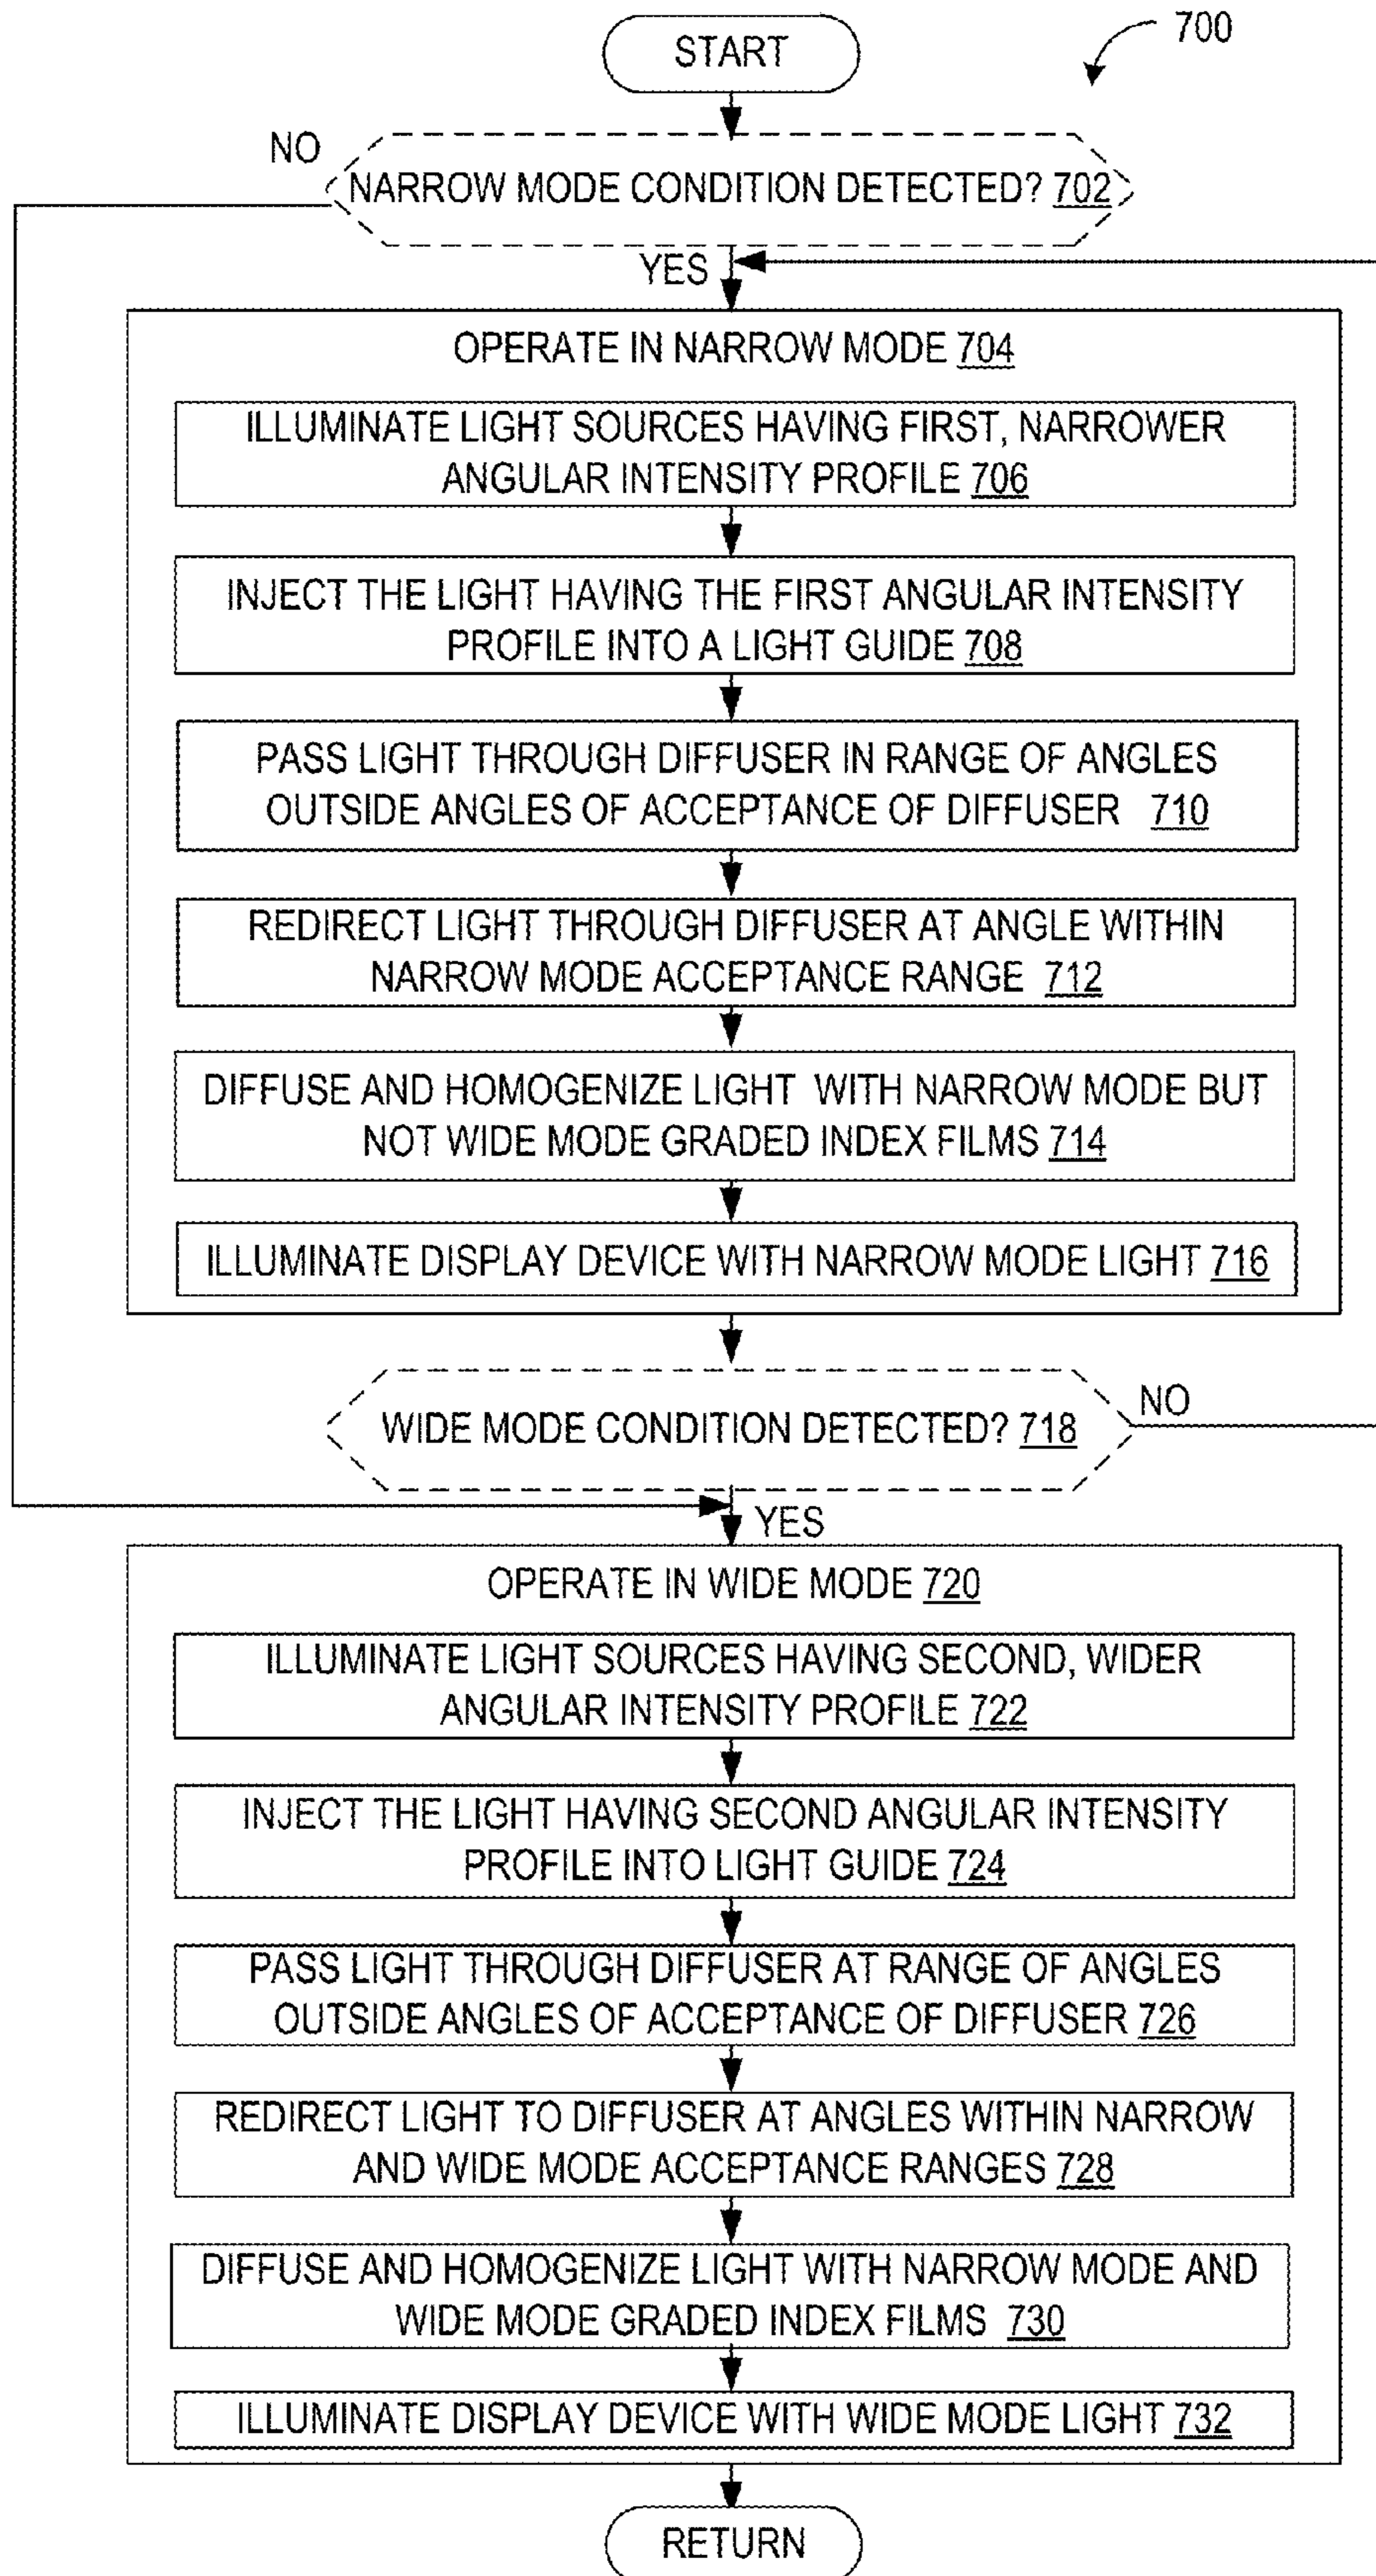 START
700
NO
NARROW MODE CONDITION DETECTED? 702
YES
OPERATE IN NARROW MODE 704
ILLUMINATE LIGHT SOURCES HAVING FIRST, NARROWER
ANGULAR INTENSITY PROFILE 706
INJECT THE LIGHT HAVING THE FIRST ANGULAR INTENSITY
PROFILE INTO A LIGHT GUIDE 708
PASS LIGHT THROUGH DIFFUSER IN RANGE OF ANGLES
OUTSIDE ANGLES OF ACCEPTANCE OF DIFFUSER 710
REDIRECT LIGHT THROUGH DIFFUSER AT ANGLE WITHIN
NARROW MODE ACCEPTANCE RANGE 712
DIFFUSE AND HOMOGENIZE LIGHT WITH NARROW MODE BUT
NOT WIDE MODE GRADED INDEX FILMS 714
ILLUMINATE DISPLAY DEVICE WITH NARROW MODE LIGHT 716
WIDE MODE CONDITION DETECTED? 718
NO
YES
OPERATE IN WIDE MODE 720
ILLUMINATE LIGHT SOURCES HAVING SECOND, WIDER
ANGULAR INTENSITY PROFILE 722
INJECT THE LIGHT HAVING SECOND ANGULAR INTENSITY
PROFILE INTO LIGHT GUIDE 724
PASS LIGHT THROUGH DIFFUSER AT RANGE OF ANGLES
OUTSIDE ANGLES OF ACCEPTANCE OF DIFFUSER 726
REDIRECT LIGHT TO DIFFUSER AT ANGLES WITHIN NARROW
AND WIDE MODE ACCEPTANCE RANGES 728
DIFFUSE AND HOMOGENIZE LIGHT WITH NARROW MODE AND
WIDE MODE GRADED INDEX FILMS 730
ILLUMINATE DISPLAY DEVICE WITH WIDE MODE LIGHT 732
RETURN